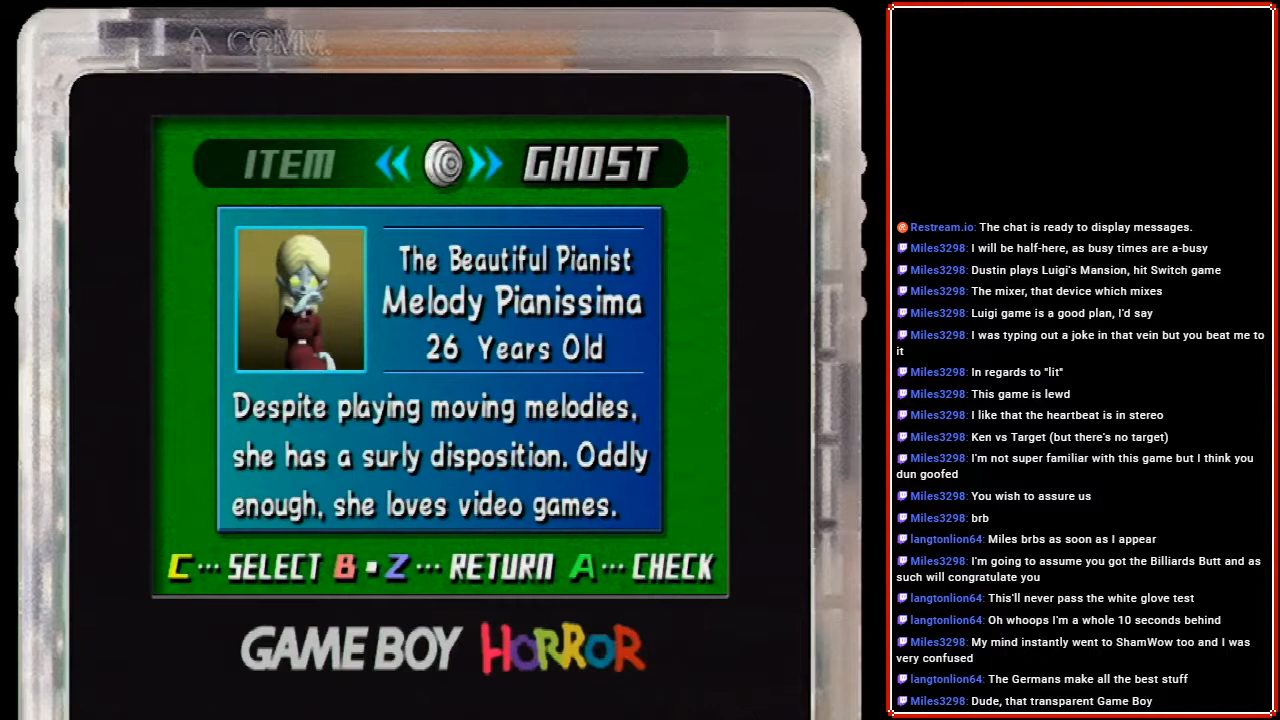 A COMM.
ITEM
GHOST
The Beautiful Pianist
Melody Pianissima
26 Years Old
Despite playing moving melodies,
she has a surly disposition. Oddly
enough, she loves video games.
C··· SELECT B · Z ··· RETURN A ··· CHECK
GAME BOY HORROR
Restream.io: The chat is ready to display messages.
Miles3298: I will be half-here, as busy times are a-busy
Miles3298: Dustin plays Luigi's Mansion, hit Switch game
Miles3298: The mixer, that device which mixes
Miles3298: Luigi game is a good plan, I'd say
Miles3298: I was typing out a joke in that vein but you beat me to
it
Miles3298: In regards to "lit"
Miles3298: This game is lewd
Miles3298: I like that the heartbeat is in stereo
Miles3298: Ken vs Target (but there's no target)
Miles3298: I'm not super familiar with this game but I think you
dun goofed
Miles3298: You wish to assure us
Miles3298: brb
langtonlion64: Miles brbs as soon as I appear
Miles3298: I'm going to assume you got the Billiards Butt and as
such will congratulate you
langtonlion64: This'll never pass the white glove test
langtonlion64: Oh whoops I'm a whole 10 seconds behind
Miles3298: My mind instantly went to ShamWow too and I was
very confused
langtonlion64: The Germans make all the best stuff
Miles3298: Dude, that transparent Game Boy